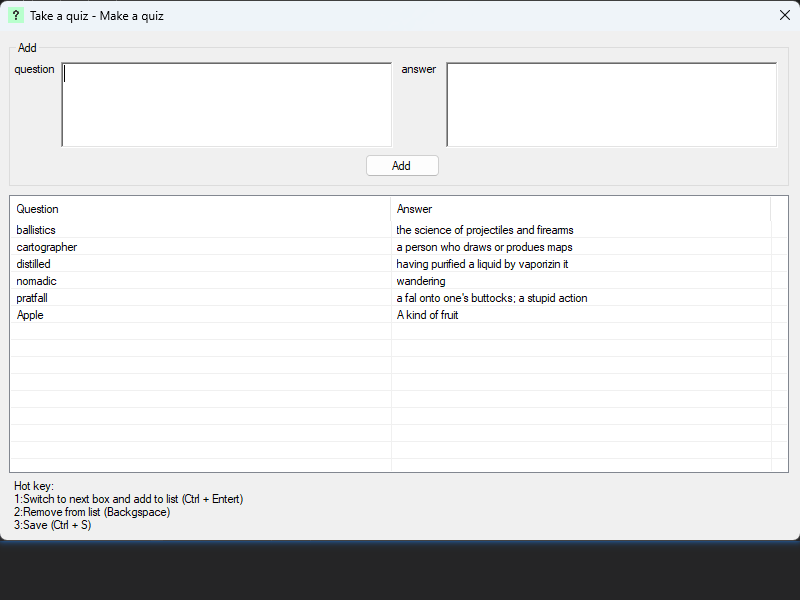 ? Take a quiz - Make a quiz
Add
question answer
Add
Question Answer
ballistics the science of projectiles and firearms
cartographer a person who draws or produes maps
distilled having purified a liquid by vaporizin it
nomadic wandering
pratfall a fal onto one's buttocks; a stupid action
Apple A kind of fruit
Hot key:
1:Switch to next box and add to list (Ctrl + Entert)
2:Remove from list (Backgspace)
3:Save (Ctrl + S)